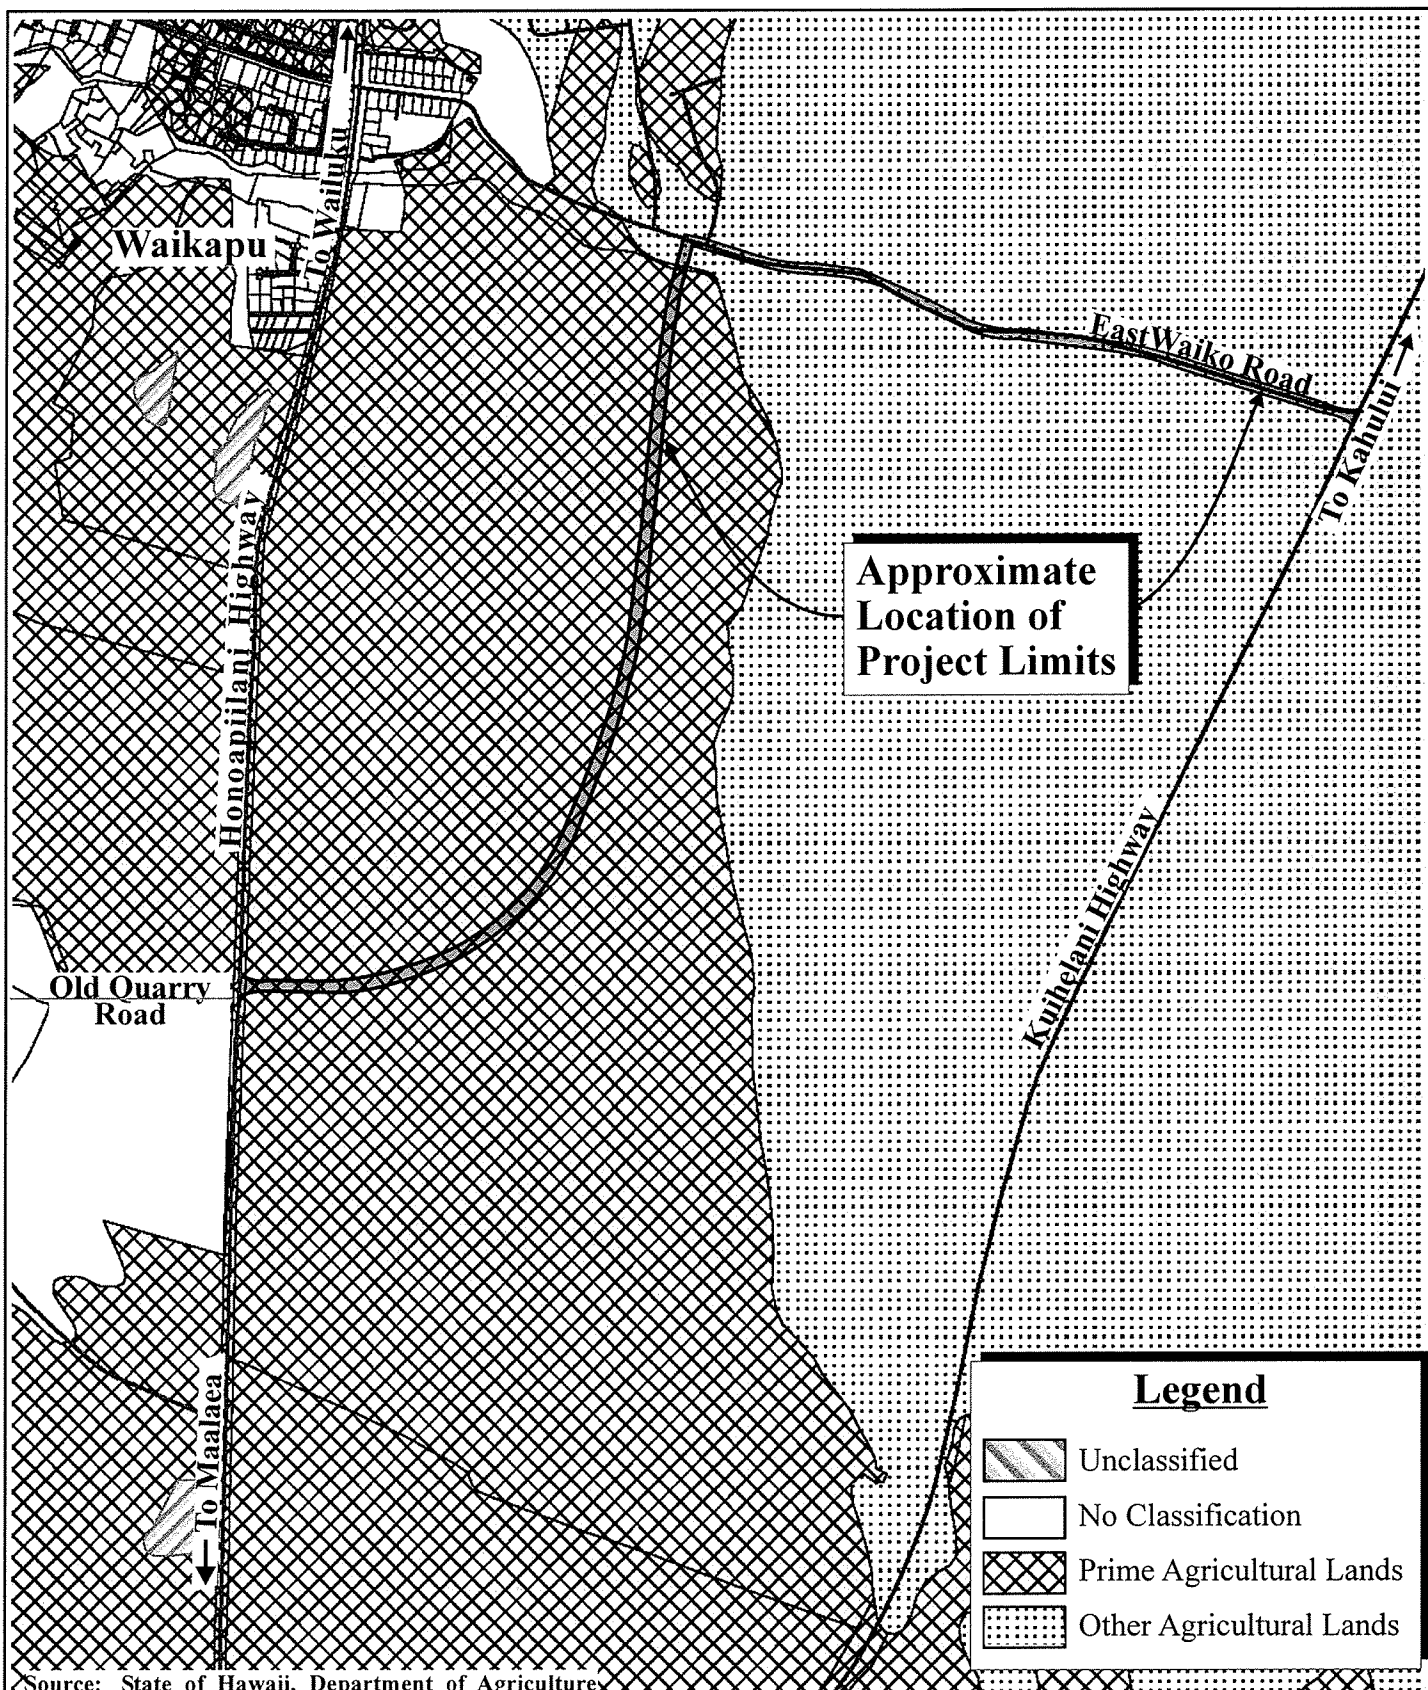 To Wailuku
Waikapu
EastWaiko Road
To Kahului
Honoapiilani Highway
Approximate
Location of
Project Limits
Kuihelani Highway
Old Quarry
Road
To Maalaea
Legend
Unclassified
No Classification
Prime Agricultural Lands
Other Agricultural Lands
Source: State of Hawaii, Department of Agriculture